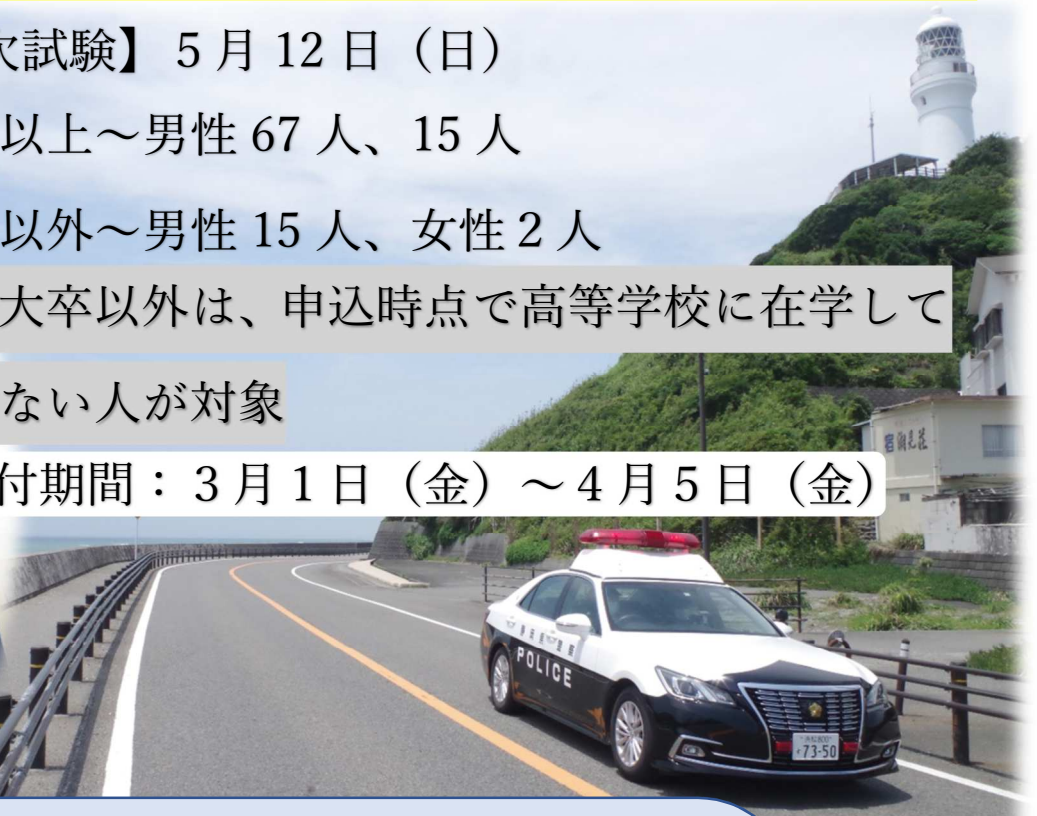 次試験】 5月12日（日）
以上～男性67人、15人
以外～男性15人、女性2人
大卒以外は、申込時点で高等学校に在学して
ない人が対象
付期間：3月1日（金）～4月5日（金）
POLICE
73-50